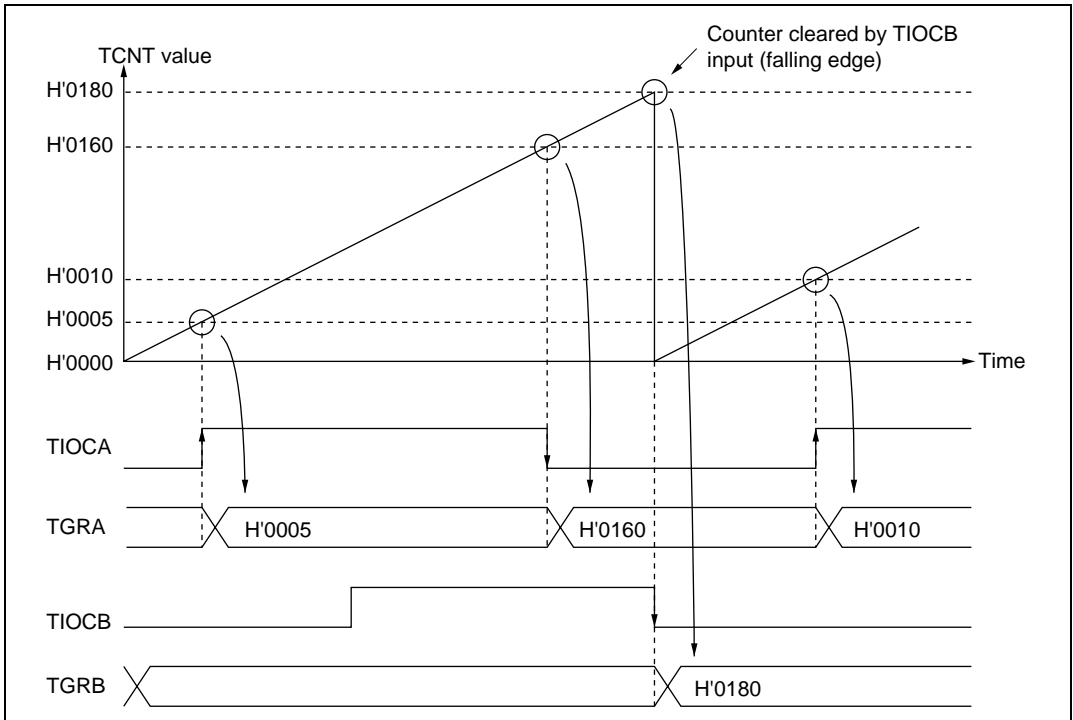 Counter cleared by TIOCB
input (falling edge)
TCNT value
H'0180
H'0160
H'0010
H'0005
H'0000
Time
TIOCA
TGRA
H'0005
H'0160
H'0010
TIOCB
TGRB
H'0180